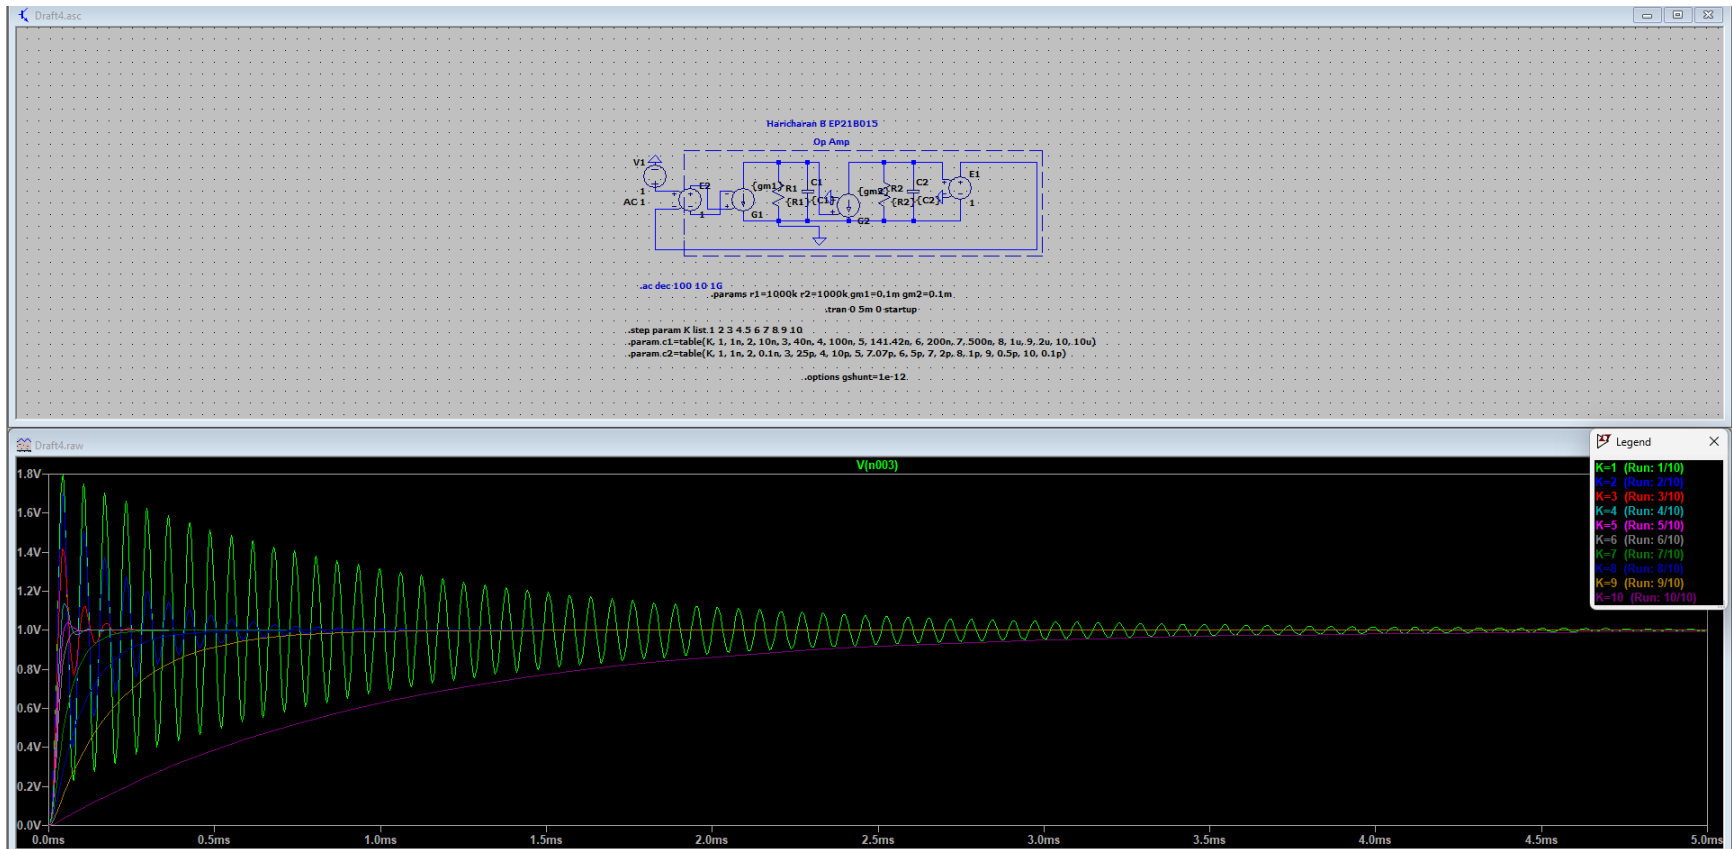 Draft4.asc
Haricharan B EP21B015
Op Amp
V1
1
AC 1
E2
1
{gm1}
G1
R1
{R1}
C1
{C1}
{gm2}
G2
R2
{R2}
C2
{C2}
E1
1
.ac dec 100 10 1G
.params r1=1000k r2=1000k gm1=0.1m gm2=0.1m
.tran 0 5m 0 startup
.step param K list 1 2 3 4 5 6 7 8 9 10
.param c1=table(K, 1, 1n, 2, 10n, 3, 40n, 4, 100n, 5, 141.42n, 6, 200n, 7, 500n, 8, 1u, 9, 2u, 10, 10u)
.param c2=table(K, 1, 1n, 2, 0.1n, 3, 25p, 4, 10p, 5, 7.07p, 6, 5p, 7, 2p, 8, 1p, 9, 0.5p, 10, 0.1p)
.options gshunt=1e-12
Draft4.raw
Legend
K=1 (Run: 1/10)
K=2 (Run: 2/10)
K=3 (Run: 3/10)
K=4 (Run: 4/10)
K=5 (Run: 5/10)
K=6 (Run: 6/10)
K=7 (Run: 7/10)
K=8 (Run: 8/10)
K=9 (Run: 9/10)
K=10 (Run: 10/10)
V(n003)
1.8V
1.6V
1.4V
1.2V
1.0V
0.8V
0.6V
0.4V
0.2V
0.0V
0.0ms 0.5ms 1.0ms 1.5ms 2.0ms 2.5ms 3.0ms 3.5ms 4.0ms 4.5ms 5.0ms